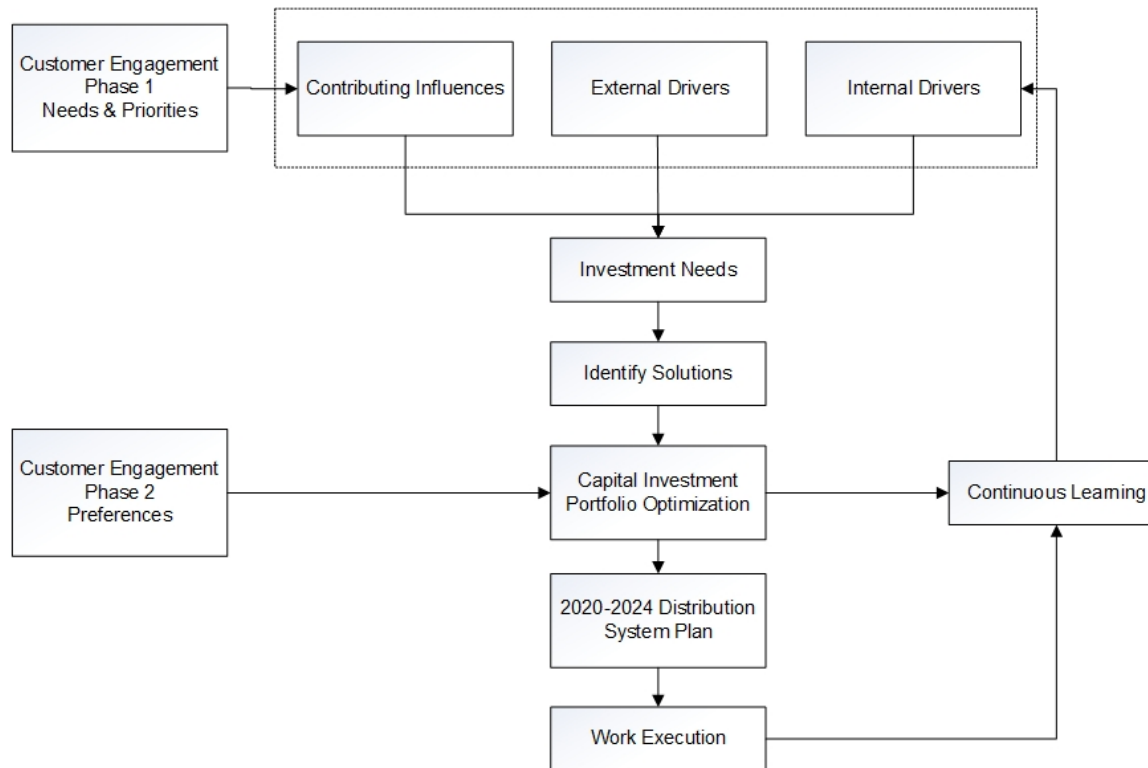 Customer Engagement
Phase 1
Needs & Priorities
Contributing Influences
External Drivers
Internal Drivers
Investment Needs
Identify Solutions
Customer Engagement
Phase 2
Preferences
Capital Investment
Portfolio Optimization
Continuous Learning
2020-2024 Distribution
System Plan
Work Execution